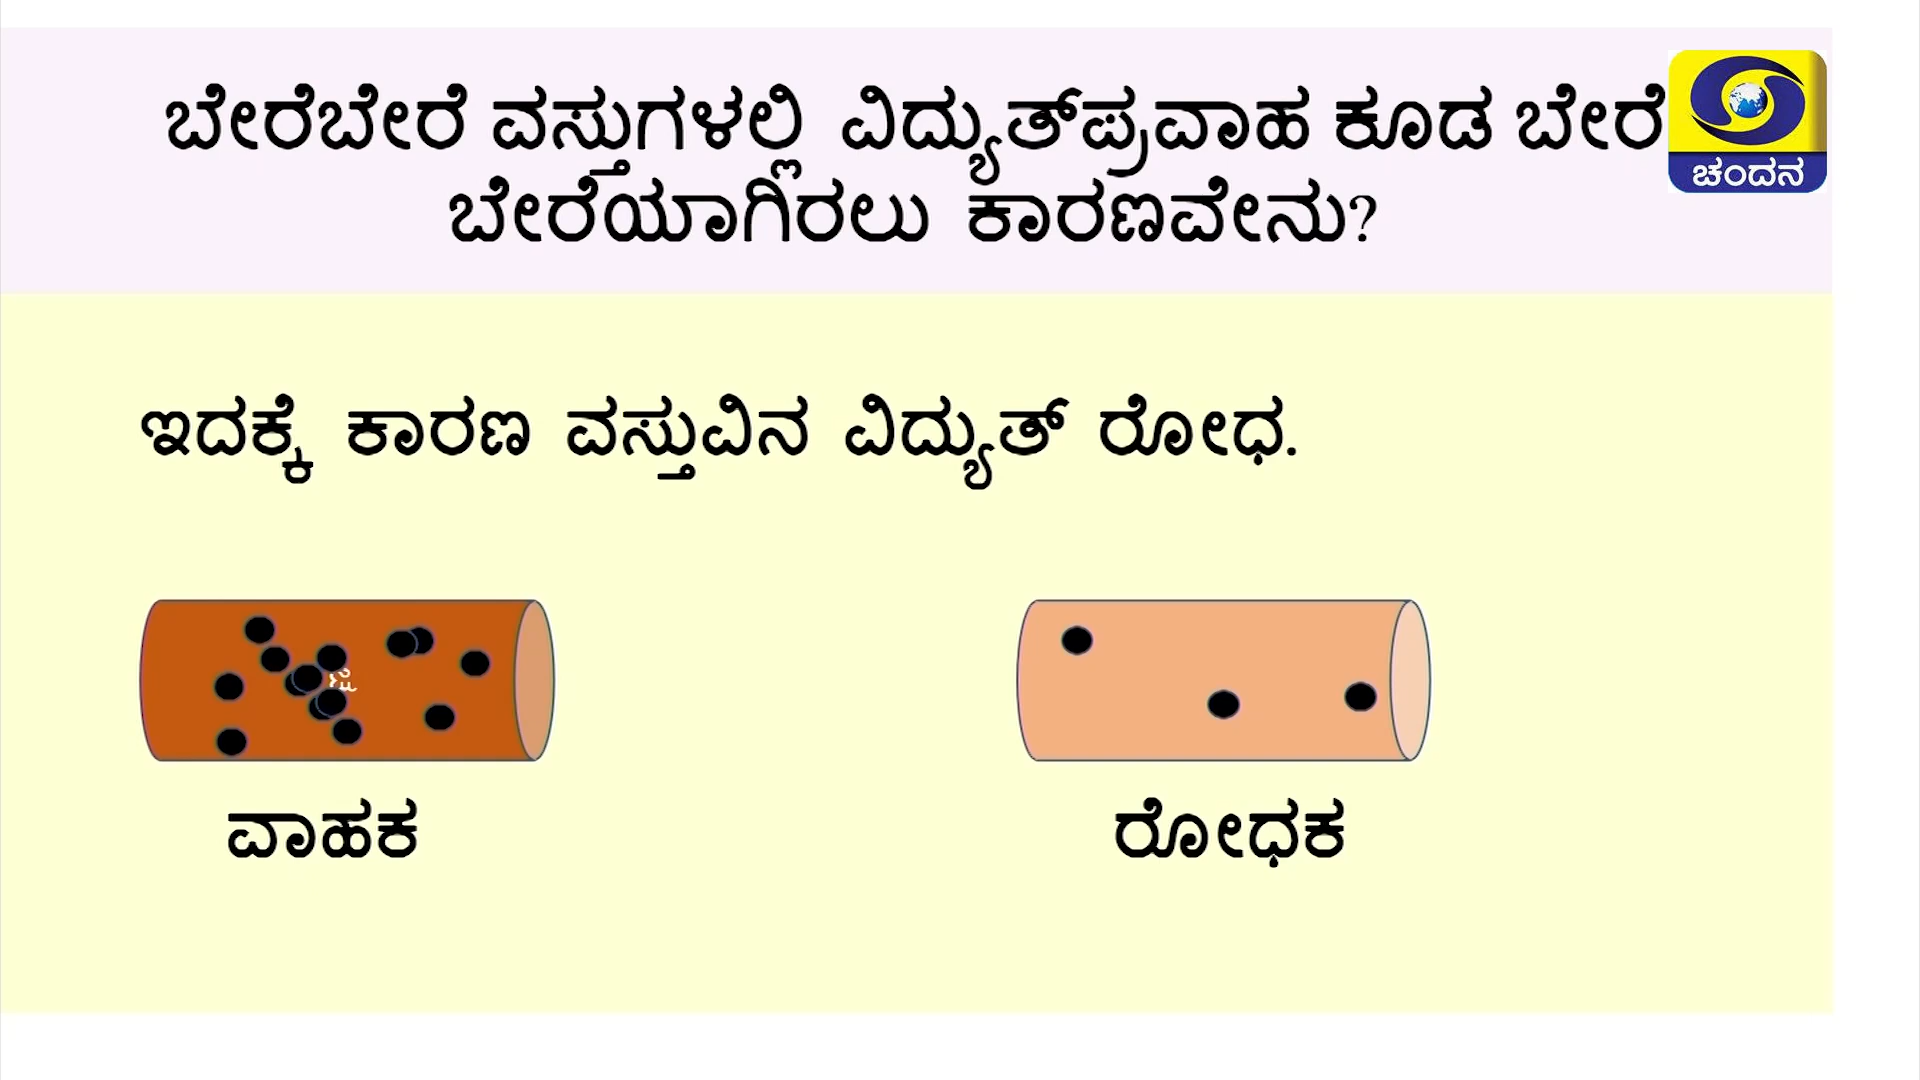 ಬೇರೆಬೇರೆ ವಸ್ತುಗಳಲ್ಲಿ ವಿದ್ಯುತ್‌ಪ್ರವಾಹ ಕೂಡ ಬೇರೆ
ಬೇರೆಯಾಗಿರಲು ಕಾರಣವೇನು?
ಚಂದನ
ಇದಕ್ಕೆ ಕಾರಣ ವಸ್ತುವಿನ ವಿದ್ಯುತ್ ರೋಧ.
ವಾಹಕ
ರೋಧಕ